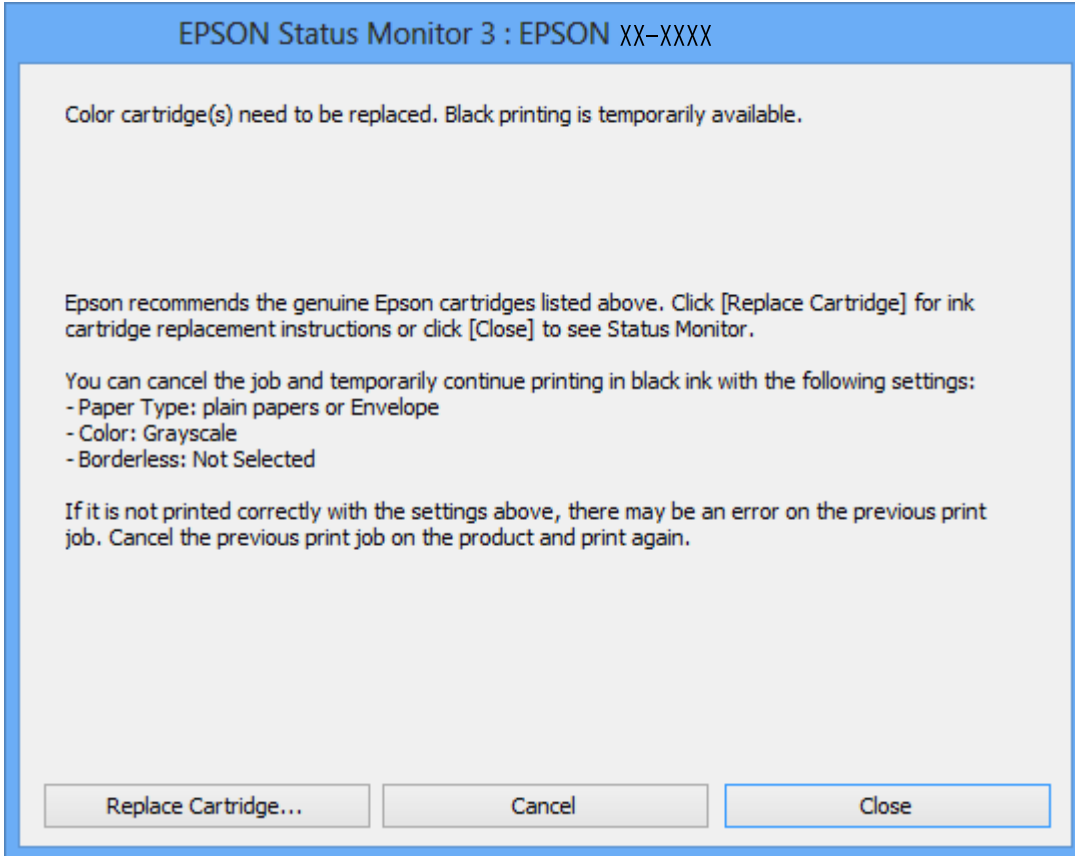 EPSON Status Monitor 3 : EPSON XX-XXXX
Color cartridge(s) need to be replaced. Black printing is temporarily available.
Epson recommends the genuine Epson cartridges listed above. Click [Replace Cartridge] for ink
cartridge replacement instructions or click [Close] to see Status Monitor.
You can cancel the job and temporarily continue printing in black ink with the following settings:
- Paper Type: plain papers or Envelope
- Color: Grayscale
- Borderless: Not Selected
If it is not printed correctly with the settings above, there may be an error on the previous print
job. Cancel the previous print job on the product and print again.
Replace Cartridge... Cancel Close